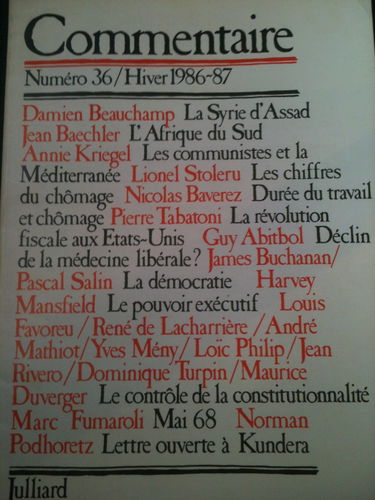 Commentaire
Numéro 36/Hiver 1986-87
Damien Beauchamp La Syrie d'Assad
Jean Baechler L'Afrique du Sud
Annie Kriegel Les communistes et la
Méditerranée Lionel Stoleru Les chiffres
du chômage Nicolas Baverez Durée du travail
et chômage Pierre Tabatoni La révolution
fiscale aux Etats-Unis Guy Abitbol Déclin
de la médecine libérale? James Buchanan/
Pascal Salin La démocratie Harvey
Mansfield Le pouvoir exécutif Louis
Favoreu/René de Lacharrière/André
Mathiot/Yves Mény/Loïc Philip/Jean
Rivero/Dominique Turpin/Maurice
Duverger Le contrôle de la constitutionnalité
Marc Fumaroli Mai 68 Norman
Podhoretz Lettre ouverte à Kundera
Julliard